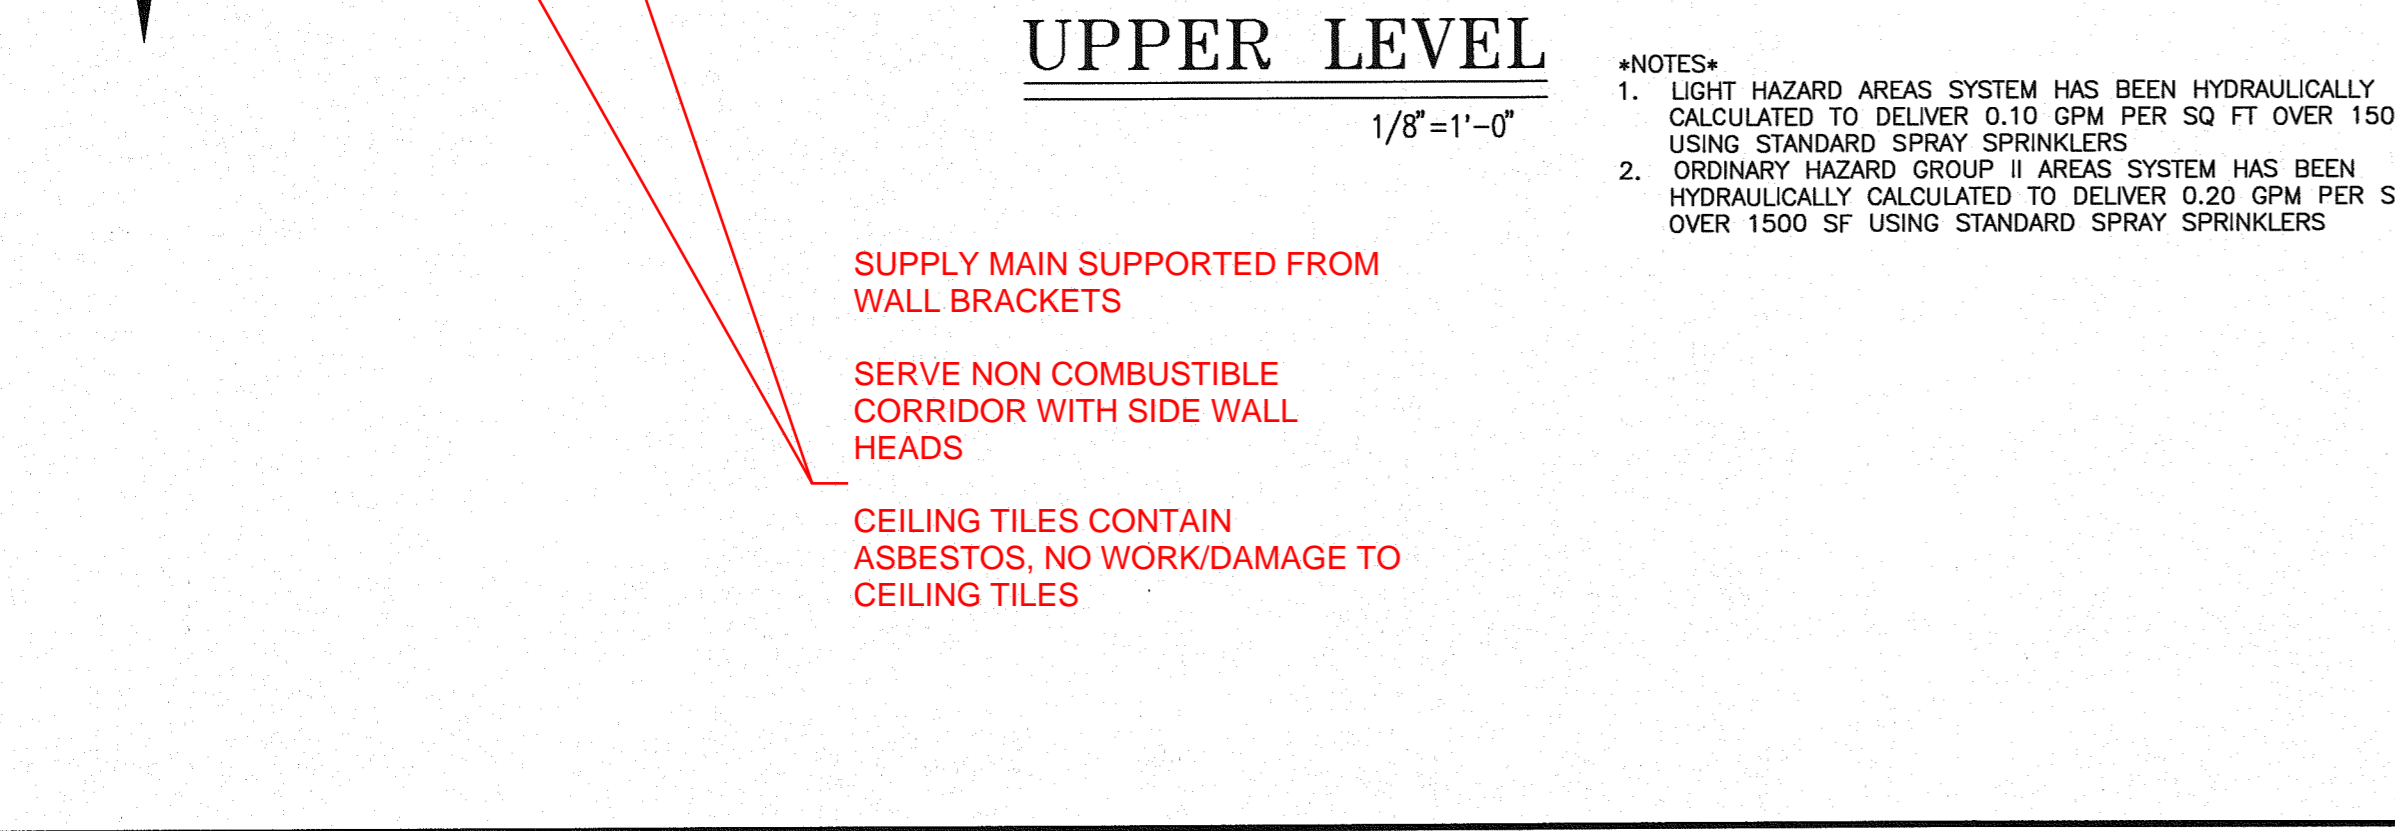 UPPER LEVEL
1/8"=1'-0"
*NOTES*
1. LIGHT HAZARD AREAS SYSTEM HAS BEEN HYDRAULICALLY
CALCULATED TO DELIVER 0.10 GPM PER SQ FT OVER 150
USING STANDARD SPRAY SPRINKLERS
2. ORDINARY HAZARD GROUP II AREAS SYSTEM HAS BEEN
HYDRAULICALLY CALCULATED TO DELIVER 0.20 GPM PER S
OVER 1500 SF USING STANDARD SPRAY SPRINKLERS
SUPPLY MAIN SUPPORTED FROM
WALL BRACKETS
SERVE NON COMBUSTIBLE
CORRIDOR WITH SIDE WALL
HEADS
CEILING TILES CONTAIN
ASBESTOS, NO WORK/DAMAGE TO
CEILING TILES